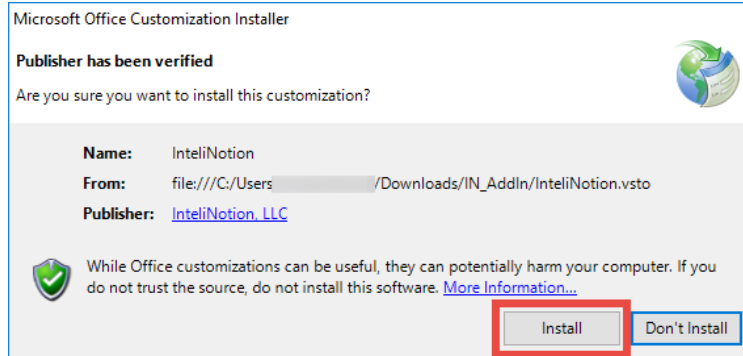 Microsoft Office Customization Installer
Publisher has been verified
Are you sure you want to install this customization?
Name: InteliNotion
From: file:///C:/Users /Downloads/IN_AddIn/InteliNotion.vsto
Publisher: InteliNotion, LLC
While Office customizations can be useful, they can potentially harm your computer. If you
do not trust the source, do not install this software. More Information...
Install Don't Install